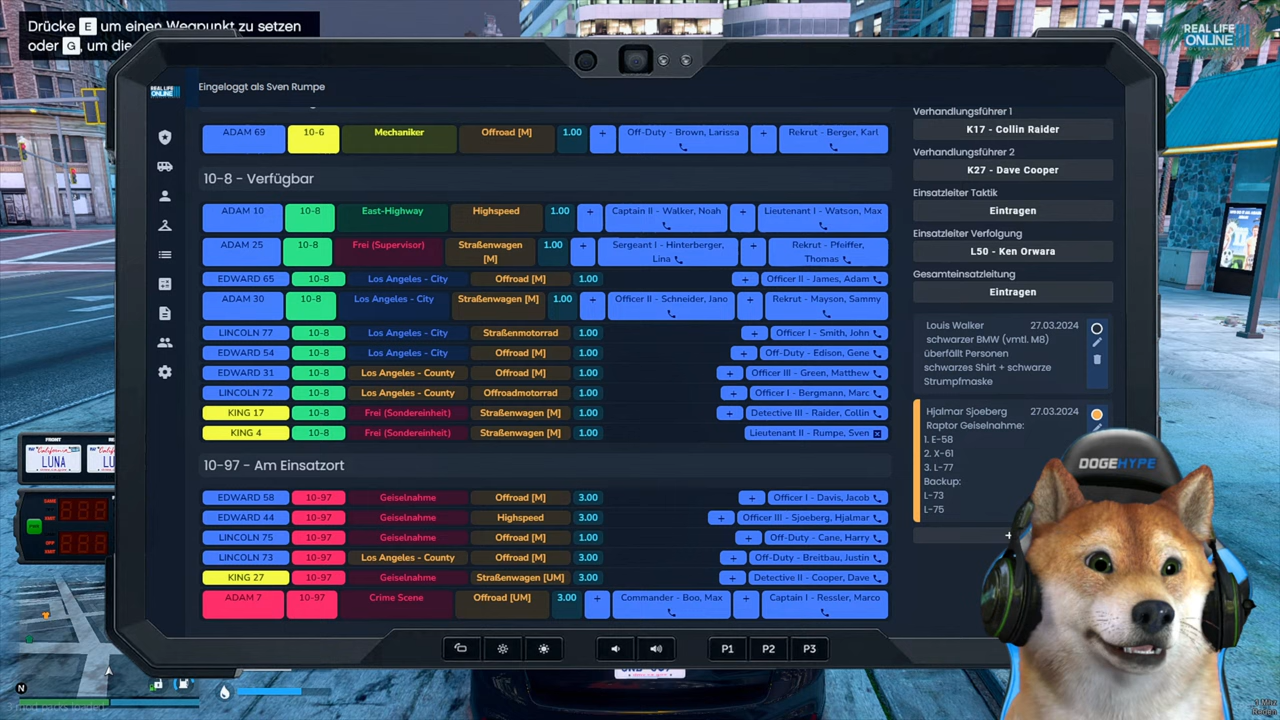 Drücke E um einen Wegpunkt zu setzen
oder G, um die
REAL LIFE
ONLINE
REAL LIFE
ONLINE
Eingeloggt als Sven Rumpe
ADAM 69 10-6 Mechaniker Offroad [M] 1.00 + Off-Duty - Brown, Larissa + Rekrut - Berger, Karl
10-8 - Verfügbar
ADAM 10 10-8 East-Highway Highspeed 1.00 + Captain II - Walker, Noah + Lieutenant I - Watson, Max
ADAM 25 10-8 Frei (Supervisor) Straßenwagen [M] 1.00 + Sergeant I - Hinterberger, Lina + Rekrut - Pfeiffer, Thomas
EDWARD 65 10-8 Los Angeles - City Offroad [M] 1.00 + Officer II - James, Adam
ADAM 30 10-8 Los Angeles - City Straßenwagen [M] 1.00 + Officer II - Schneider, Jano + Rekrut - Mayson, Sammy
LINCOLN 77 10-8 Los Angeles - City Straßenmotorrad 1.00 + Officer I - Smith, John
EDWARD 54 10-8 Los Angeles - City Offroad [M] 1.00 + Off-Duty - Edison, Gene
EDWARD 31 10-8 Los Angeles - County Offroad [M] 1.00 + Officer III - Green, Matthew
LINCOLN 72 10-8 Los Angeles - County Offroadmotorrad 1.00 + Officer I - Bergmann, Marc
KING 17 10-8 Frei (Sondereinheit) Straßenwagen [M] 1.00 + Detective III - Raider, Collin
KING 4 10-8 Frei (Sondereinheit) Straßenwagen [M] 1.00 Lieutenant II - Rumpe, Sven
10-97 - Am Einsatzort
EDWARD 58 10-97 Geiselnahme Offroad [M] 3.00 + Officer I - Davis, Jacob
EDWARD 44 10-97 Geiselnahme Highspeed 3.00 + Officer III - Sjoeberg, Hjalmar
LINCOLN 75 10-97 Geiselnahme Offroad [M] 3.00 + Off-Duty - Cane, Harry
LINCOLN 73 10-97 Los Angeles - County Offroad [M] 3.00 + Off-Duty - Breitbau, Justin
KING 27 10-97 Geiselnahme Straßenwagen [UM] 3.00 + Detective II - Cooper, Dave
ADAM 7 10-97 Crime Scene Offroad [UM] 3.00 + Commander - Boo, Max + Captain I - Ressler, Marco
Verhandlungsführer 1
K17 - Collin Raider
Verhandlungsführer 2
K27 - Dave Cooper
Einsatzleiter Taktik
Eintragen
Einsatzleiter Verfolgung
L50 - Ken Orwara
Gesamteinsatzleitung
Eintragen
Louis Walker 27.03.2024
schwarzer BMW (vmtl. M8)
überfällt Personen
schwarzes Shirt + schwarze
Strumpfmaske
Hjalmar Sjoeberg 27.03.2024
Raptor Geiselnahme:
1. E-58
2. X-61
3. L-77
Backup:
L-73
L-75
+
P1 P2 P3
FRONT
California
LUNA
N
DOGEHYPE